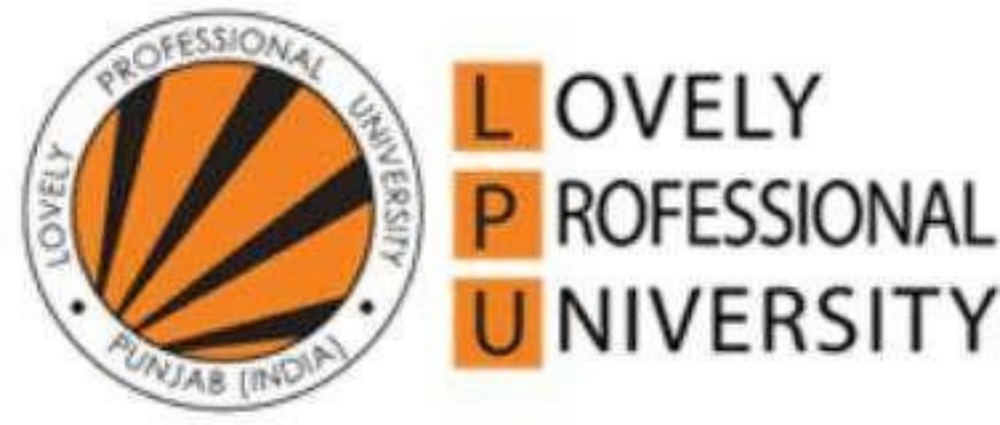 LOVELY PROFESSIONAL UNIVERSITY
PUNJAB [INDIA]
LOVELY
PROFESSIONAL
UNIVERSITY